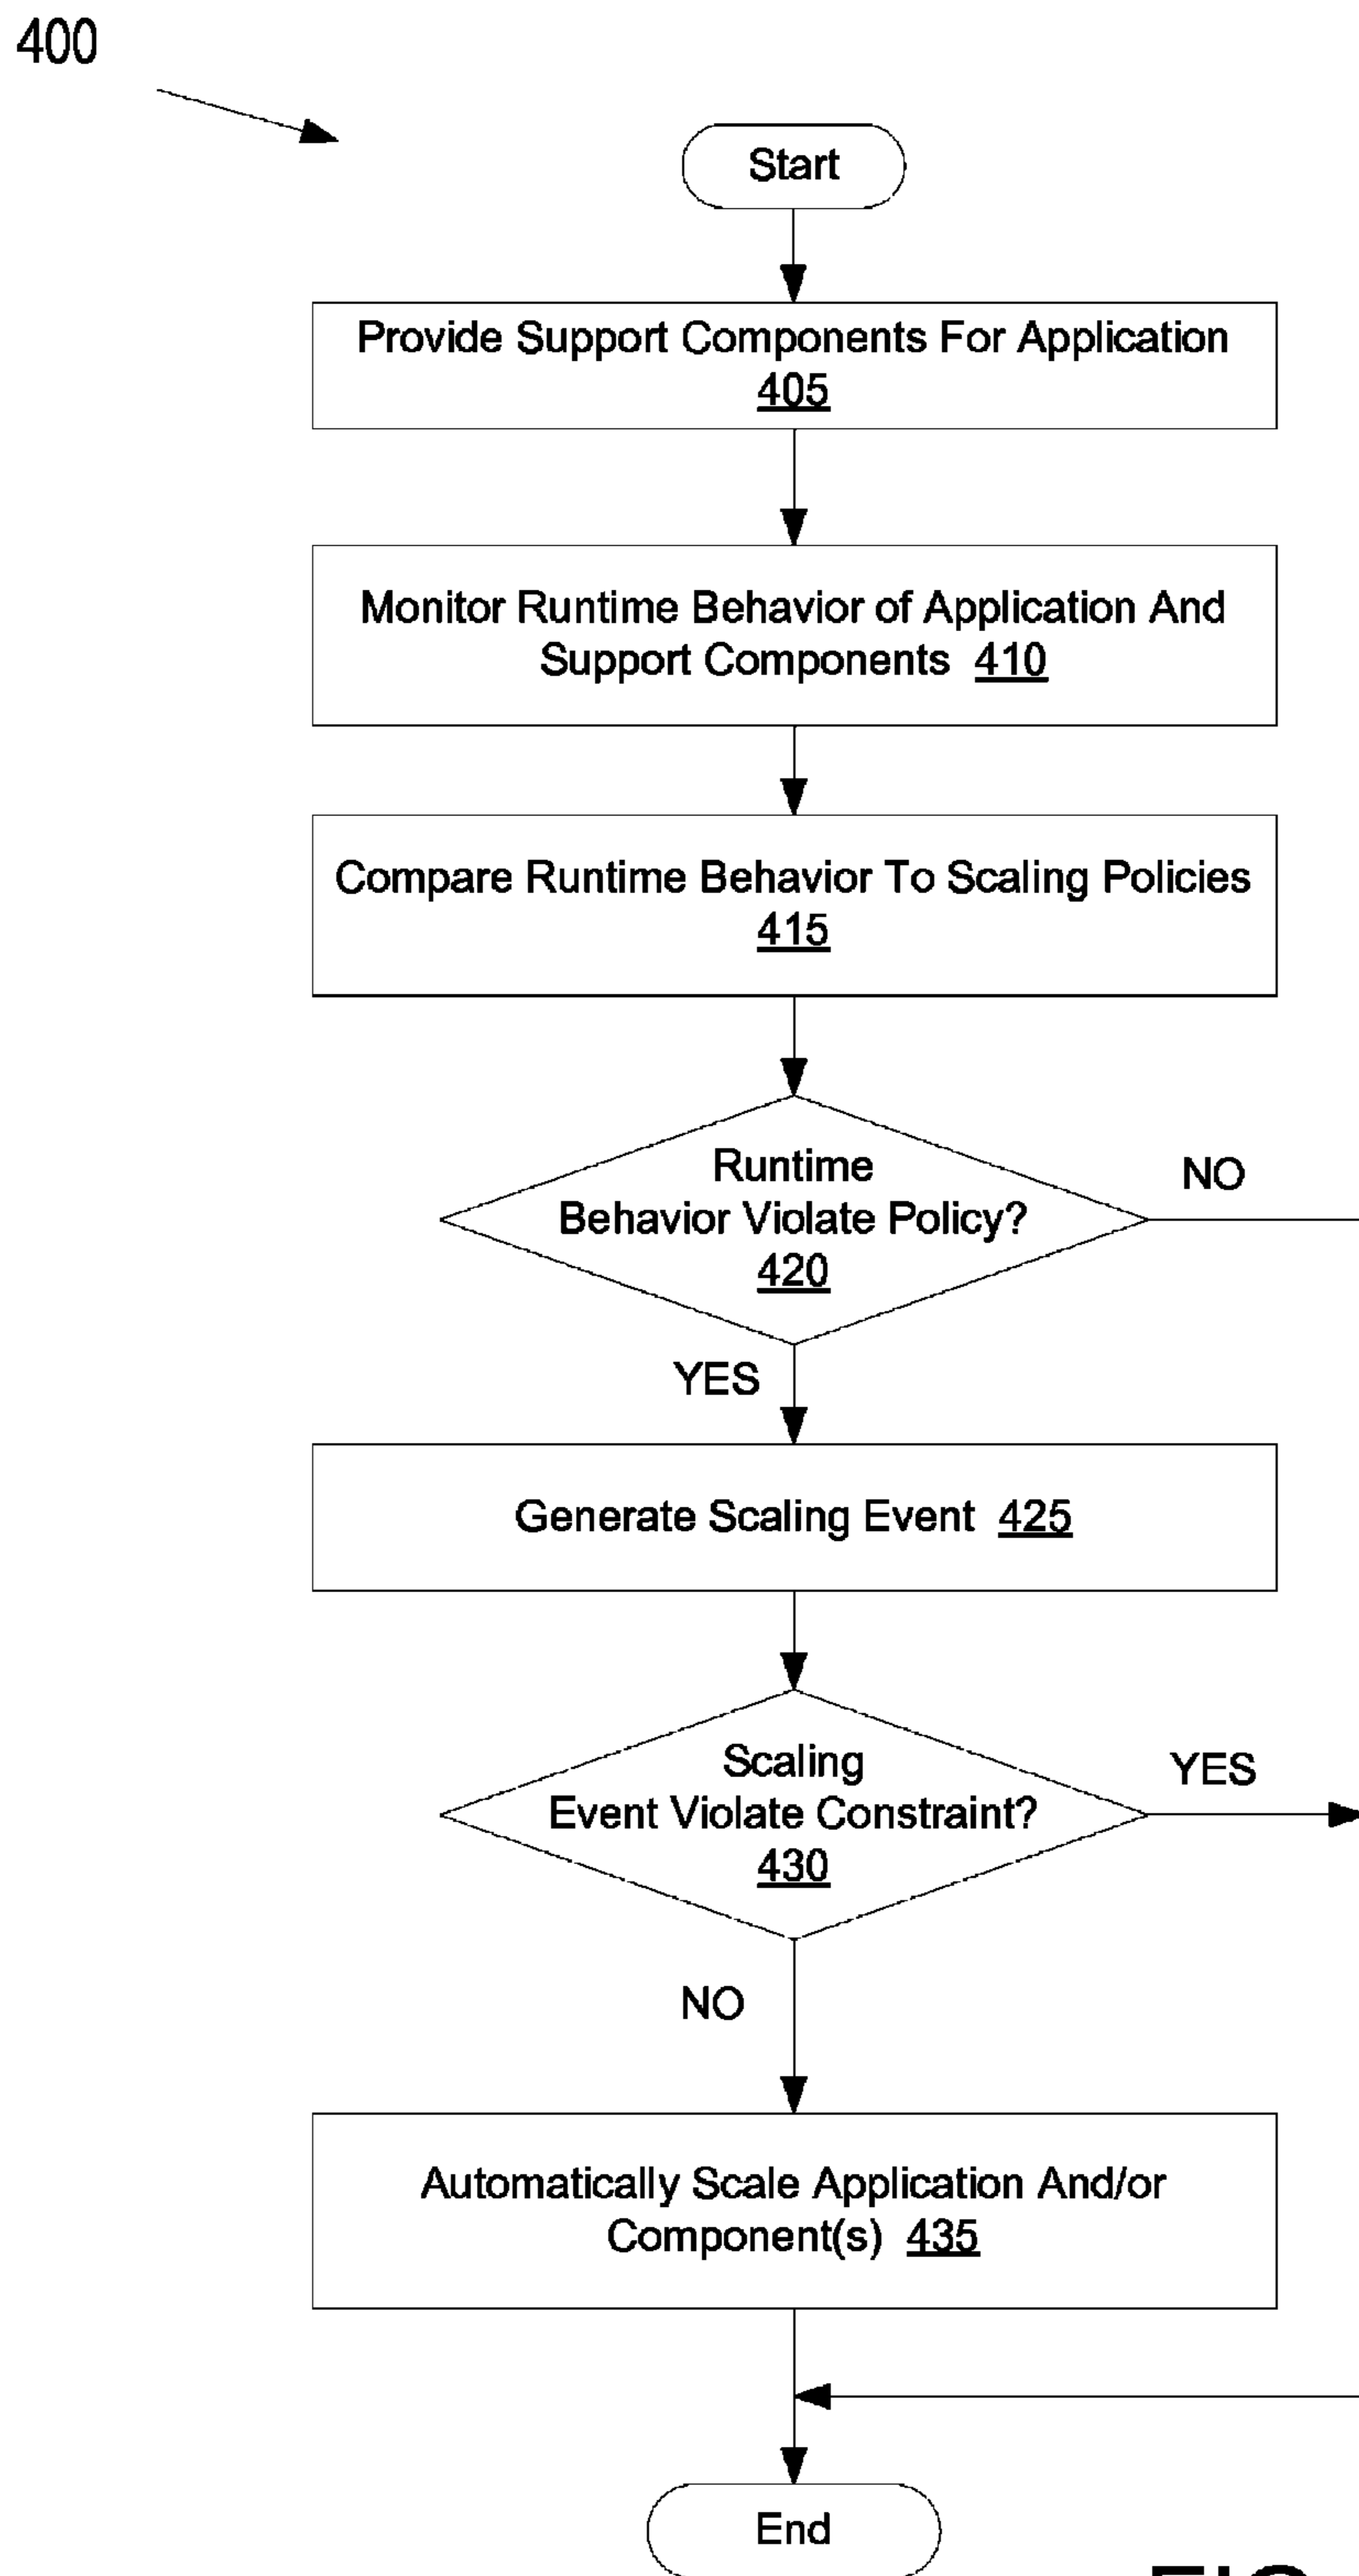 400
Start
Provide Support Components For Application
405
Monitor Runtime Behavior of Application And
Support Components 410
Compare Runtime Behavior To Scaling Policies
415
Runtime
Behavior Violate Policy?
420
NO
YES
Generate Scaling Event 425
Scaling
Event Violate Constraint?
430
YES
NO
Automatically Scale Application And/or
Component(s) 435
End